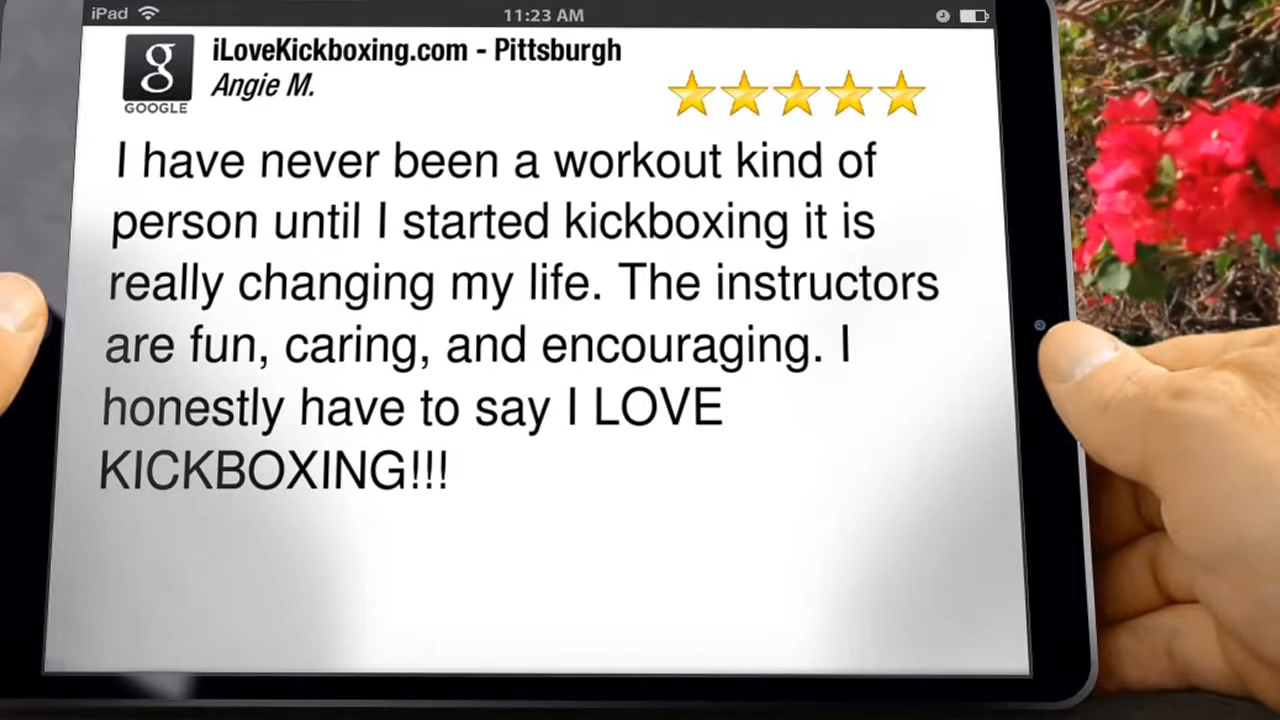 iPad 11:23 AM
g iLoveKickboxing.com - Pittsburgh
GOOGLE Angie M.
I have never been a workout kind of
person until I started kickboxing it is
really changing my life. The instructors
are fun, caring, and encouraging. I
honestly have to say I LOVE
KICKBOXING!!!